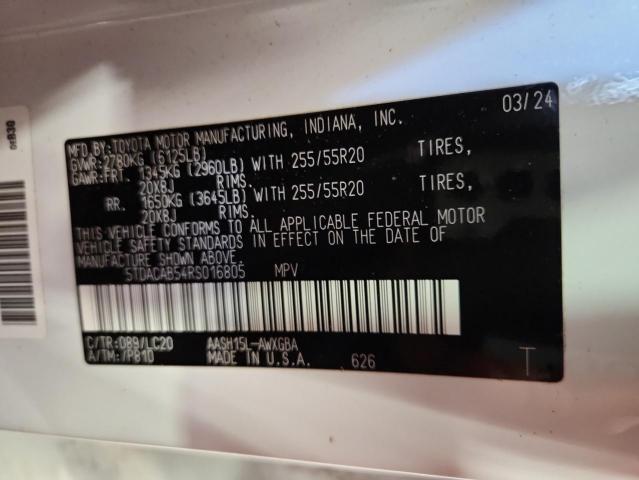 03/24
MFD.BY:TOYOTA MOTOR MANUFACTURING, INDIANA, INC.
GVWR:2780KG (6125LB)
GAWR:FRT. 1345KG (2960LB) WITH 255/55R20 TIRES,
20X8J RIMS.
RR. 1650KG (3645LB) WITH 255/55R20 TIRES,
20X8J RIMS.
THIS VEHICLE CONFORMS TO ALL APPLICABLE FEDERAL MOTOR
VEHICLE SAFETY STANDARDS IN EFFECT ON THE DATE OF
MANUFACTURE SHOWN ABOVE.
5TDACAB54RS016805 MPV
C/TR:089/LC20 AASH15L-AWXGBA
A/TM:/P810 MADE IN U.S.A. 626
T